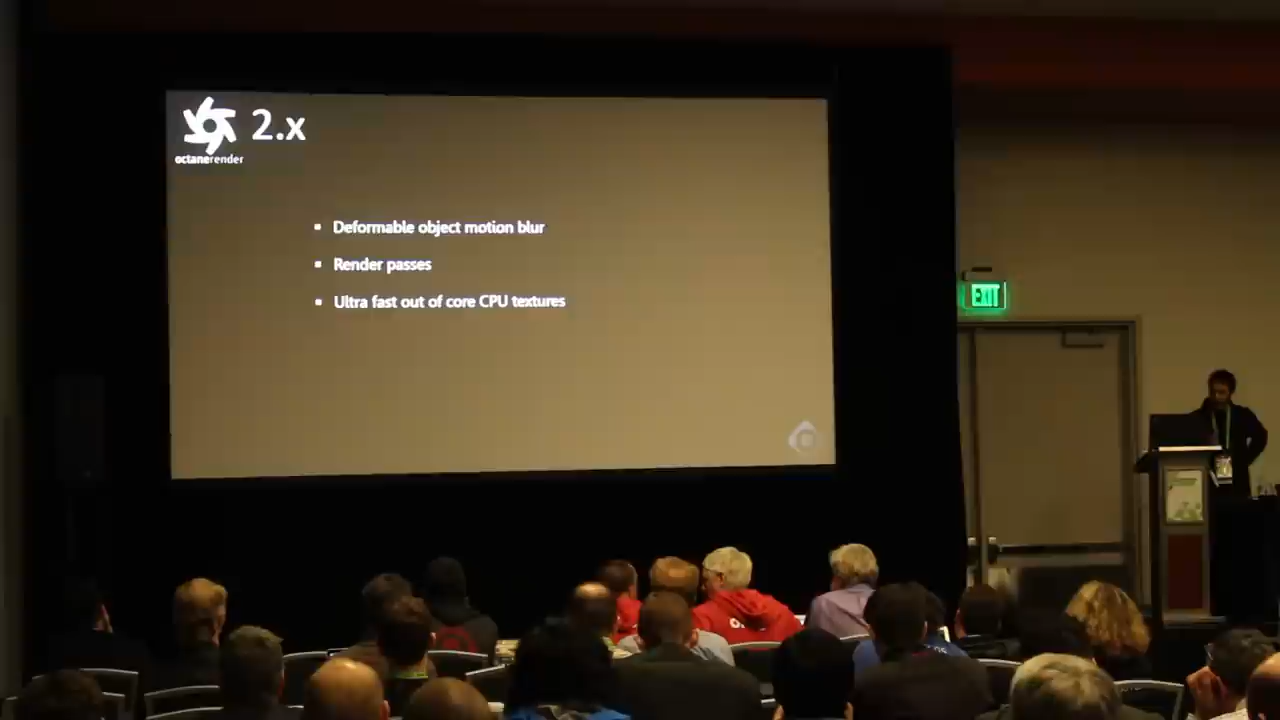 2.x
octanerender
▪ Deformable object motion blur
▪ Render passes
▪ Ultra fast out of core CPU textures
EXIT